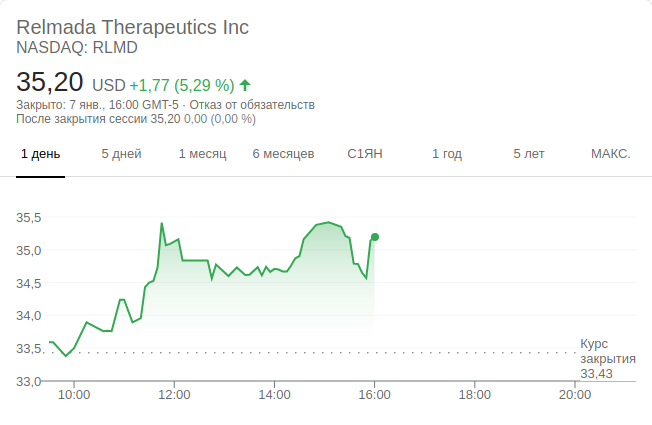 Relmada Therapeutics Inc
NASDAQ: RLMD
35,20 USD +1,77 (5,29 %)
Закрыто: 7 янв., 16:00 GMT-5 · Отказ от обязательств
После закрытия сессии 35,20 0,00 (0,00 %)
1 день 5 дней 1 месяц 6 месяцев С1ЯН 1 год 5 лет МАКС.
35,5
35,0
34,5
34,0
33,5
33,0
Курс
закрытия
33,43
10:00 12:00 14:00 16:00 18:00 20:00